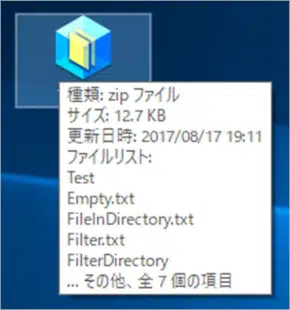 種類: zip ファイル
サイズ: 12.7 KB
更新日時: 2017/08/17 19:11
ファイルリスト:
Test
Empty.txt
FileInDirectory.txt
Filter.txt
FilterDirectory
... その他、全 7 個の項目